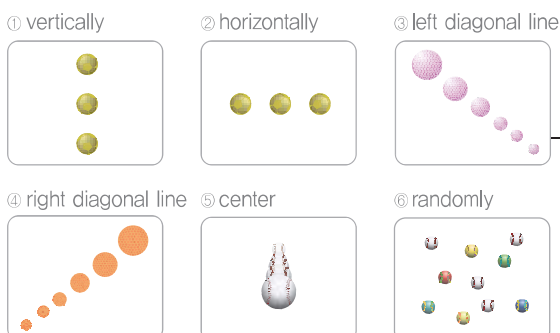 ① vertically
② horizontally
③ left diagonal line
④ right diagonal line
⑤ center
⑥ randomly